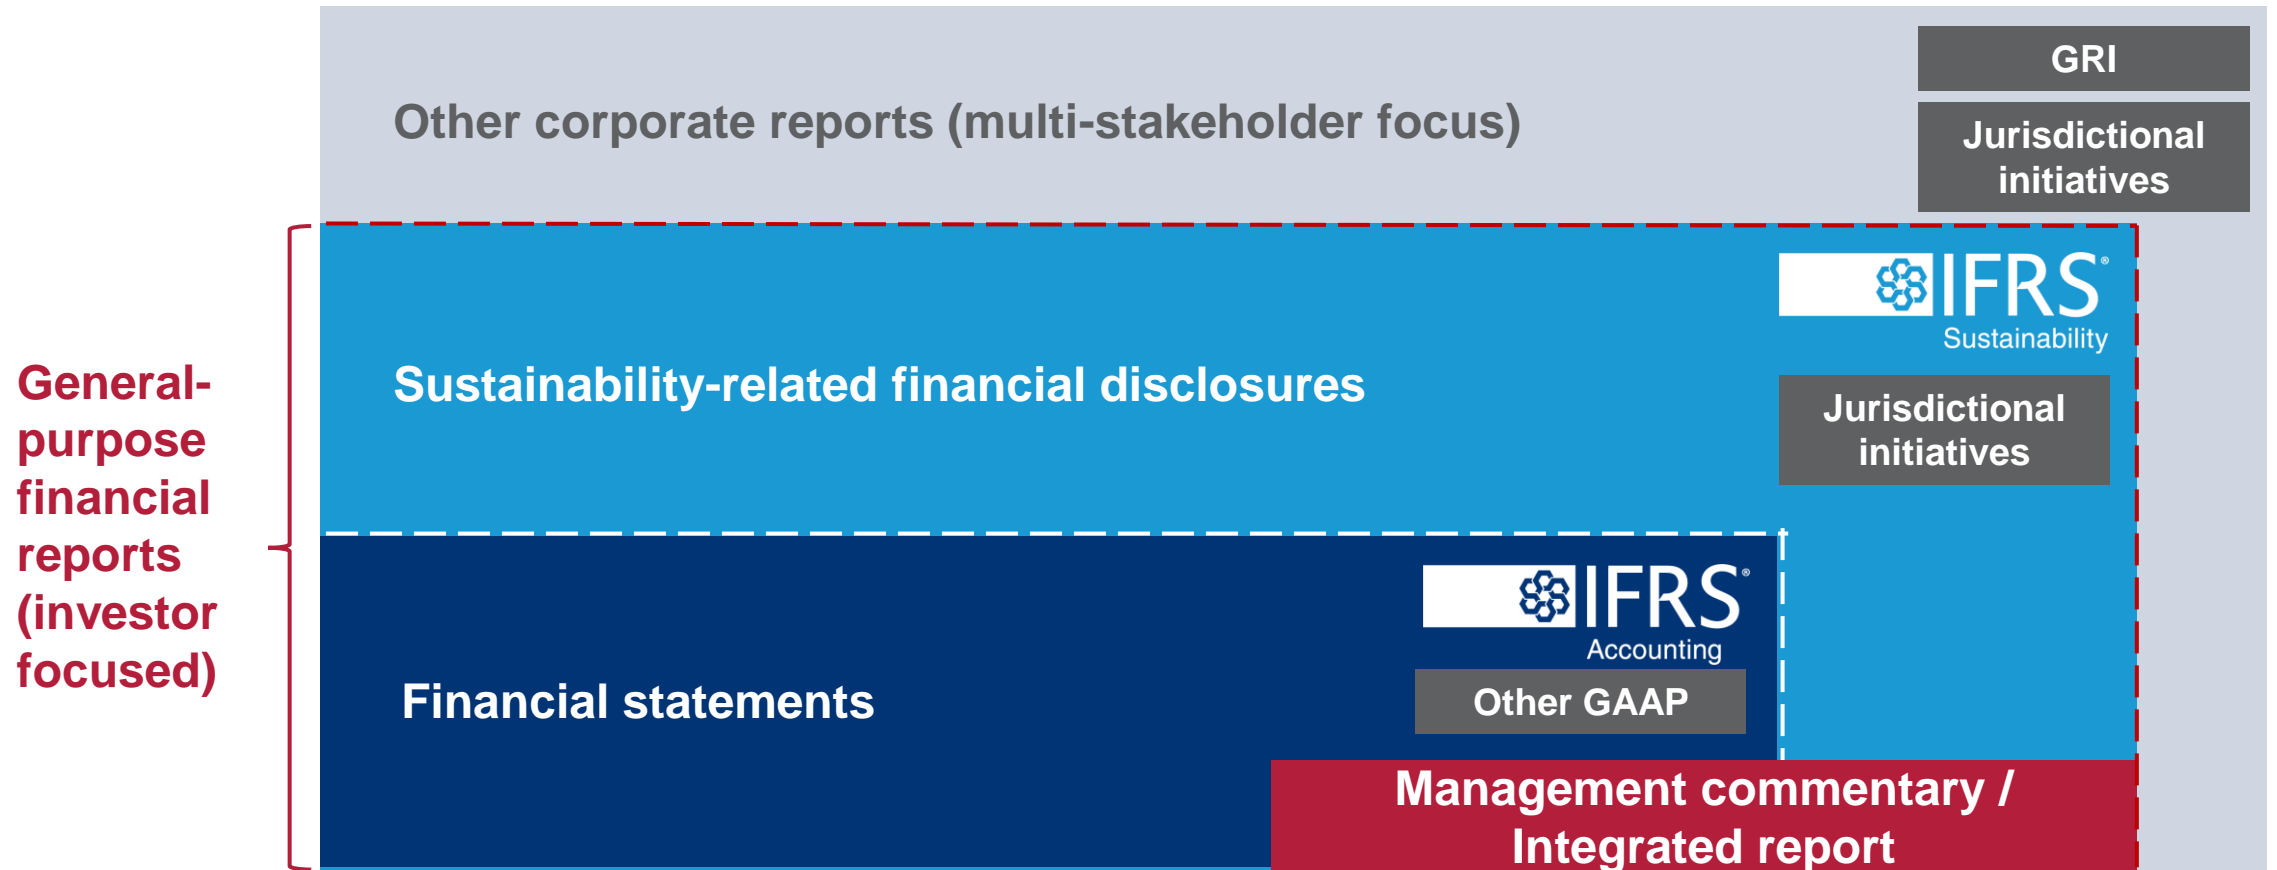 GRI
Other corporate reports (multi-stakeholder focus)
Jurisdictional
initiatives
IFRS®
Sustainability
General-
purpose
financial
reports
(investor
focused)
Sustainability-related financial disclosures
Jurisdictional
initiatives
IFRS®
Accounting
Financial statements
Other GAAP
Management commentary /
Integrated report